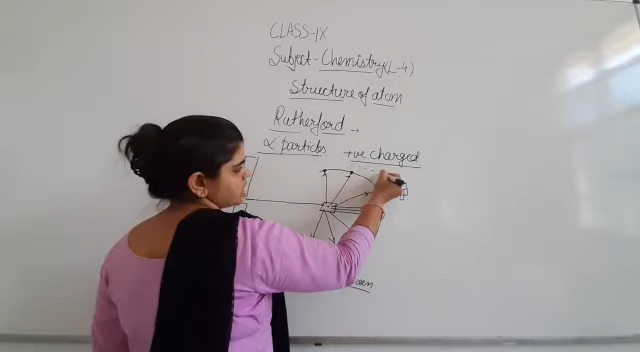 CLASS-IX
Subject- Chemistry(L-4)
Structure of atom
Rutherford →
α particles +ve charged